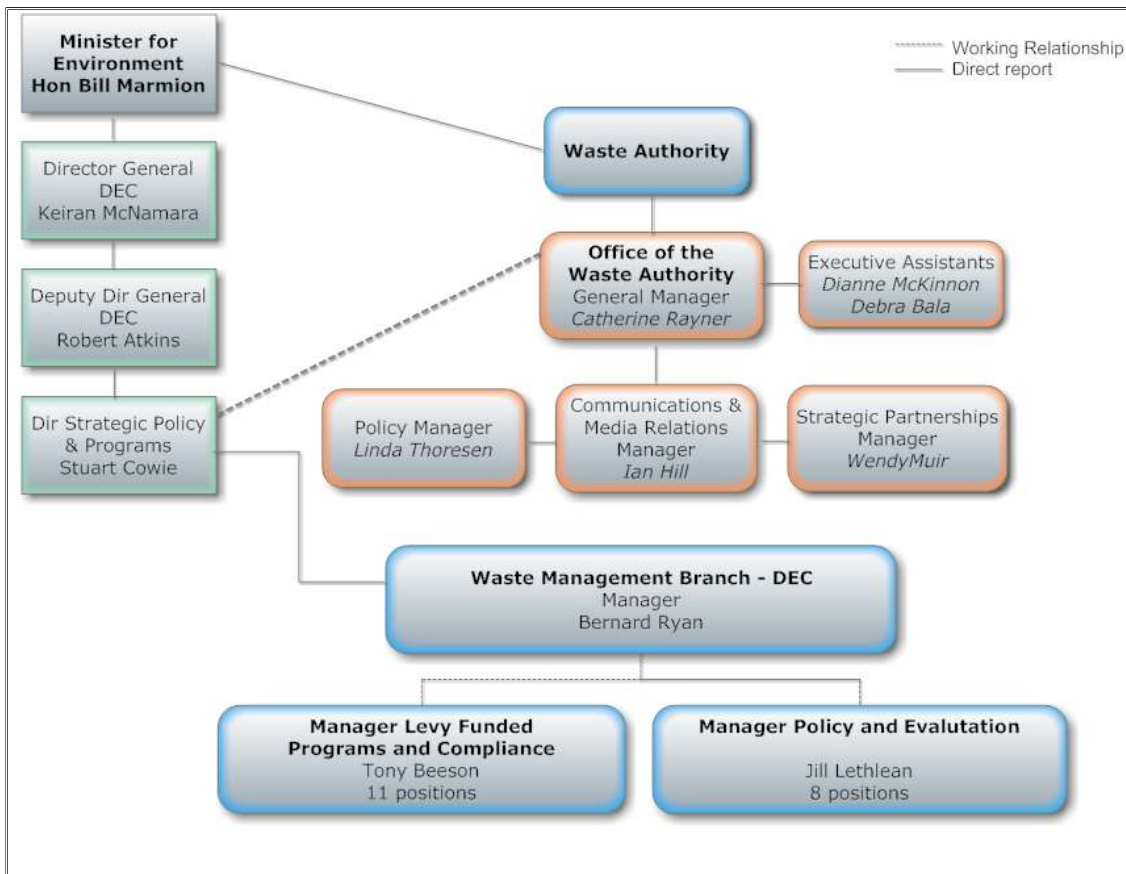 Minister for
Environment
Hon Bill Marmion
Working Relationship
Direct report
Waste Authority
Director General
DEC
Keiran McNamara
Office of the
Waste Authority
General Manager
Catherine Rayner
Executive Assistants
Dianne McKinnon
Debra Bala
Deputy Dir General
DEC
Robert Atkins
Dir Strategic Policy
& Programs
Stuart Cowie
Policy Manager
Linda Thoresen
Communications &
Media Relations
Manager
Ian Hill
Strategic Partnerships
Manager
WendyMuir
Waste Management Branch - DEC
Manager
Bernard Ryan
Manager Levy Funded
Programs and Compliance
Tony Beeson
11 positions
Manager Policy and Evalutation
Jill Lethlean
8 positions